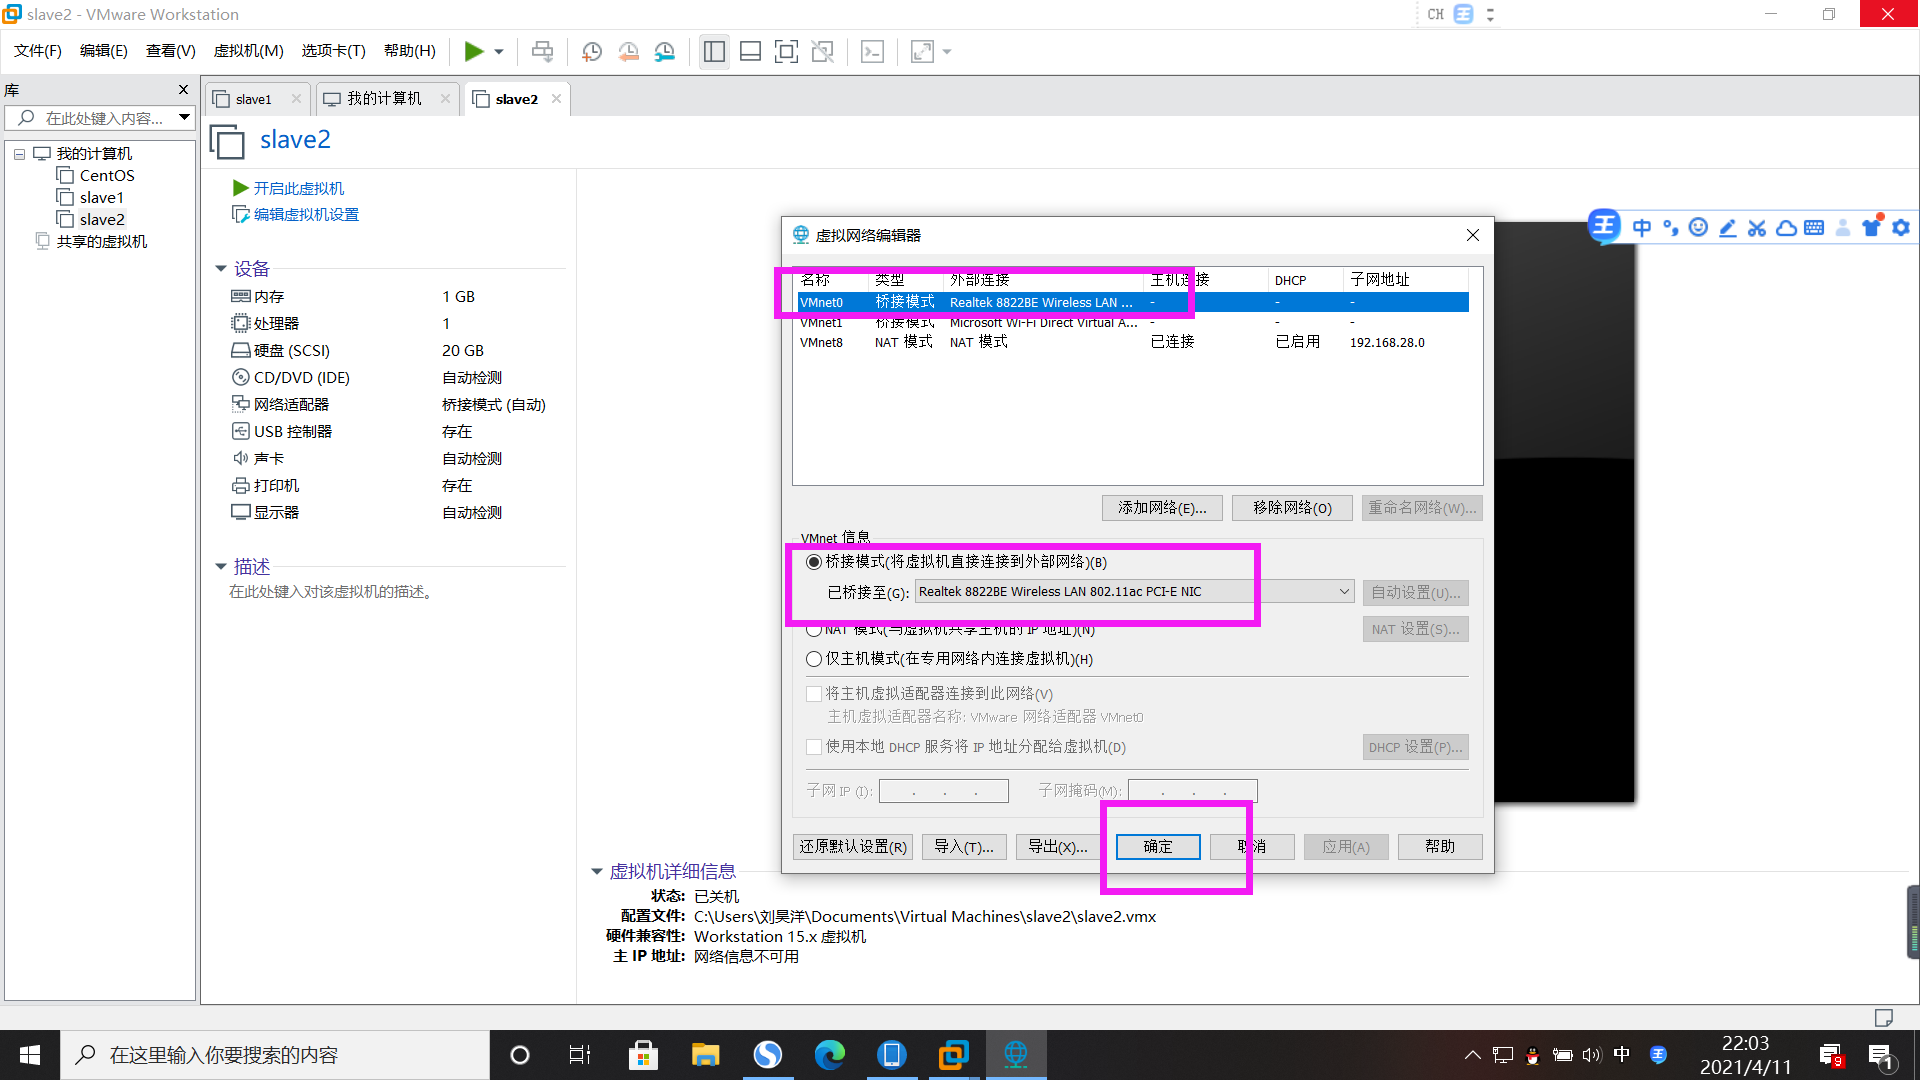 slave2 - VMware Workstation
CH
文件(F) 编辑(E) 查看(V) 虚拟机(M) 选项卡(T) 帮助(H)
库
在此处键入内容...
我的计算机
CentOS
slave1
slave2
共享的虚拟机
slave1 我的计算机 slave2
slave2
开启此虚拟机
编辑虚拟机设置
设备
内存 1 GB
处理器 1
硬盘 (SCSI) 20 GB
CD/DVD (IDE) 自动检测
网络适配器 桥接模式 (自动)
USB 控制器 存在
声卡 自动检测
打印机 存在
显示器 自动检测
描述
在此处键入对该虚拟机的描述。
虚拟网络编辑器
名称 类型 外部连接 主机连接 DHCP 子网地址
VMnet0 桥接模式 Realtek 8822BE Wireless LAN ... - - -
VMnet1 桥接模式 Microsoft Wi-Fi Direct Virtual A... - - -
VMnet8 NAT 模式 NAT 模式 已连接 已启用 192.168.28.0
添加网络(E)... 移除网络(O) 重命名网络(W)...
VMnet 信息
桥接模式(将虚拟机直接连接到外部网络)(B)
已桥接至(G): Realtek 8822BE Wireless LAN 802.11ac PCI-E NIC 自动设置(U)...
NAT 模式(与虚拟机共享主机的 IP 地址)(N) NAT 设置(S)...
仅主机模式(在专用网络内连接虚拟机)(H)
将主机虚拟适配器连接到此网络(V)
主机虚拟适配器名称: VMware 网络适配器 VMnet0
使用本地 DHCP 服务将 IP 地址分配给虚拟机(D) DHCP 设置(P)...
子网 IP (I): . . . 子网掩码(M): . . .
还原默认设置(R) 导入(T)... 导出(X)... 确定 取消 应用(A) 帮助
王 中
虚拟机详细信息
状态: 已关机
配置文件: C:\Users\刘昊洋\Documents\Virtual Machines\slave2\slave2.vmx
硬件兼容性: Workstation 15.x 虚拟机
主 IP 地址: 网络信息不可用
在这里输入你要搜索的内容
中
22:03
2021/4/11
9
1